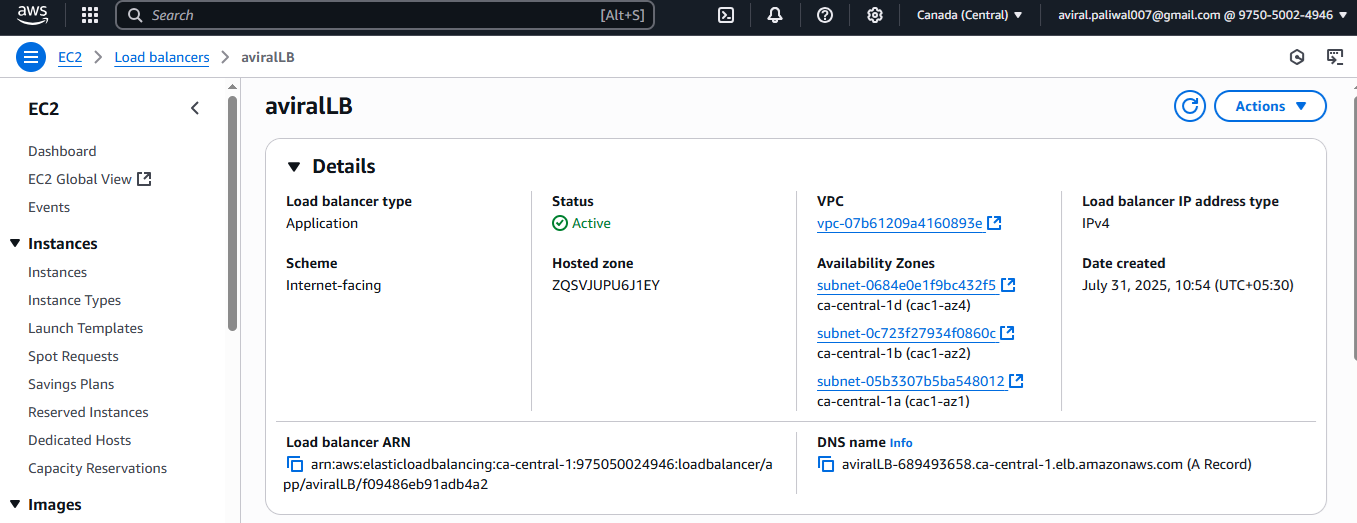 aws
Search [Alt+S]
Canada (Central)
aviral.paliwal007@gmail.com @ 9750-5002-4946
EC2
Load balancers
aviralLB
EC2
Dashboard
EC2 Global View
Events
Instances
Instances
Instance Types
Launch Templates
Spot Requests
Savings Plans
Reserved Instances
Dedicated Hosts
Capacity Reservations
Images
aviralLB
Actions
Details
Load balancer type
Application
Status
Active
VPC
vpc-07b61209a4160893e
Load balancer IP address type
IPv4
Scheme
Internet-facing
Hosted zone
ZQSVJUPU6J1EY
Availability Zones
subnet-0684e0e1f9bc432f5
ca-central-1d (cac1-az4)
subnet-0c723f27934f0860c
ca-central-1b (cac1-az2)
subnet-05b3307b5ba548012
ca-central-1a (cac1-az1)
Date created
July 31, 2025, 10:54 (UTC+05:30)
Load balancer ARN
arn:aws:elasticloadbalancing:ca-central-1:975050024946:loadbalancer/a
pp/aviralLB/f09486eb91adb4a2
DNS name Info
aviralLB-689493658.ca-central-1.elb.amazonaws.com (A Record)